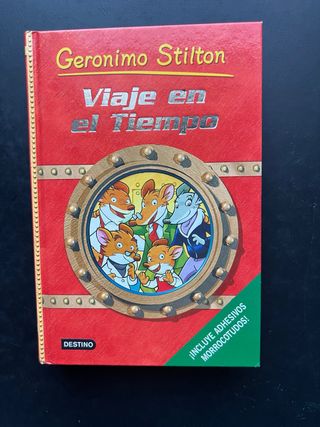 Geronimo Stilton
Viaje en
el Tiempo
DESTINO
¡INCLUYE ADHESIVOS
MORROCOTUDOS!